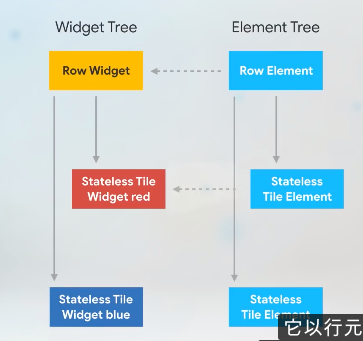 Widget Tree
Element Tree
Row Widget
Row Element
Stateless Tile
Widget red
Stateless
Tile Element
Stateless Tile
Widget blue
Stateless
Tile Element
它以行元